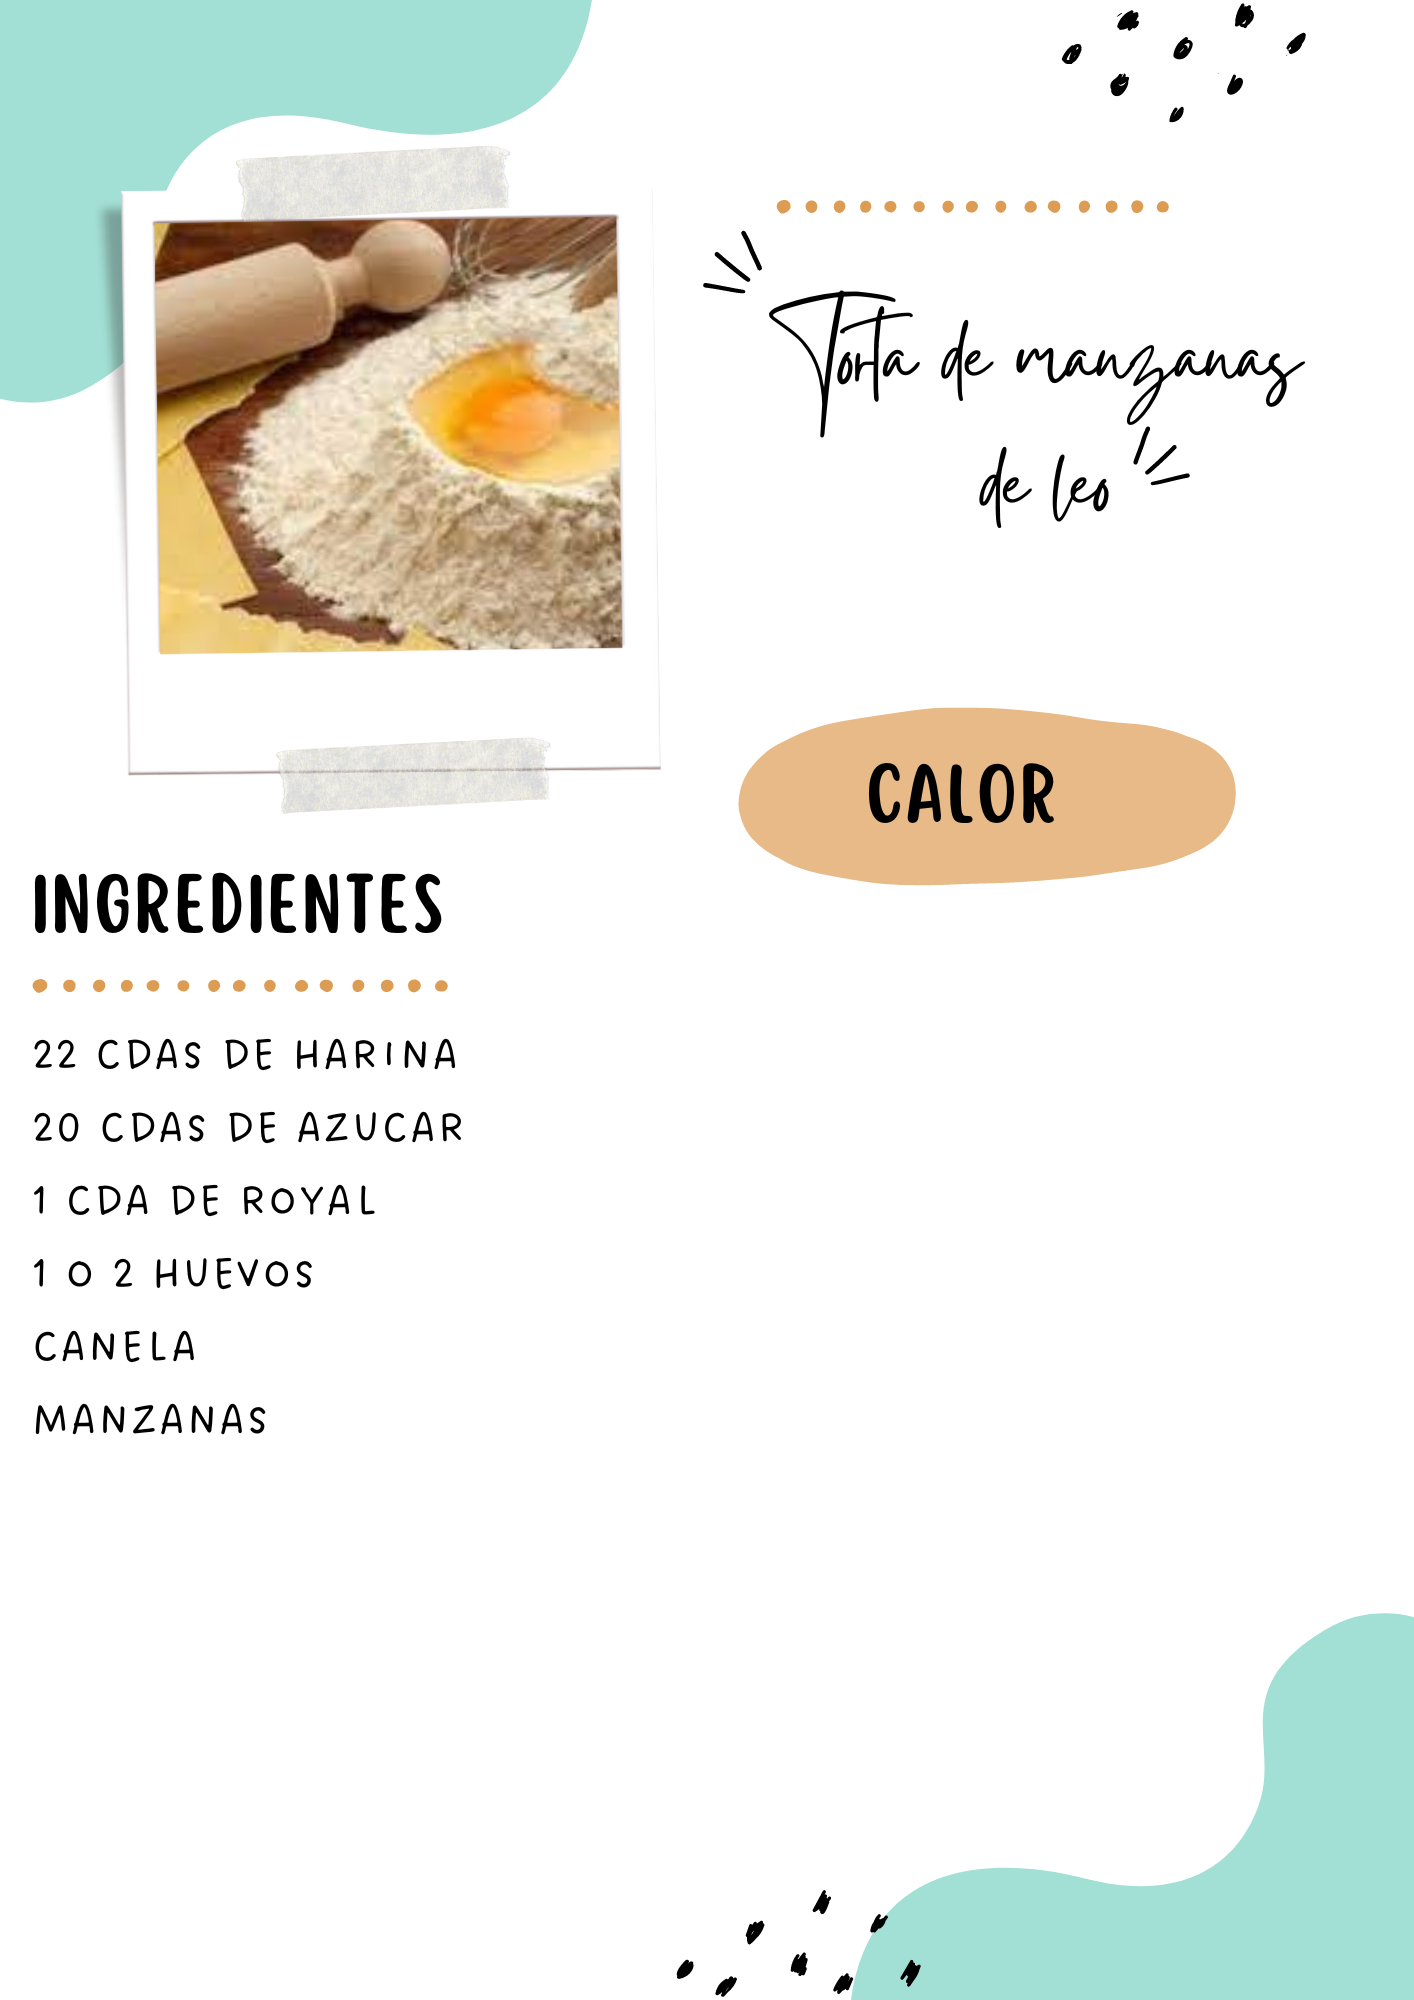 Torta de manzanas
de leo
CALOR
INGREDIENTES
22 CDAS DE HARINA
20 CDAS DE AZUCAR
1 CDA DE ROYAL
1 O 2 HUEVOS
CANELA
MANZANAS